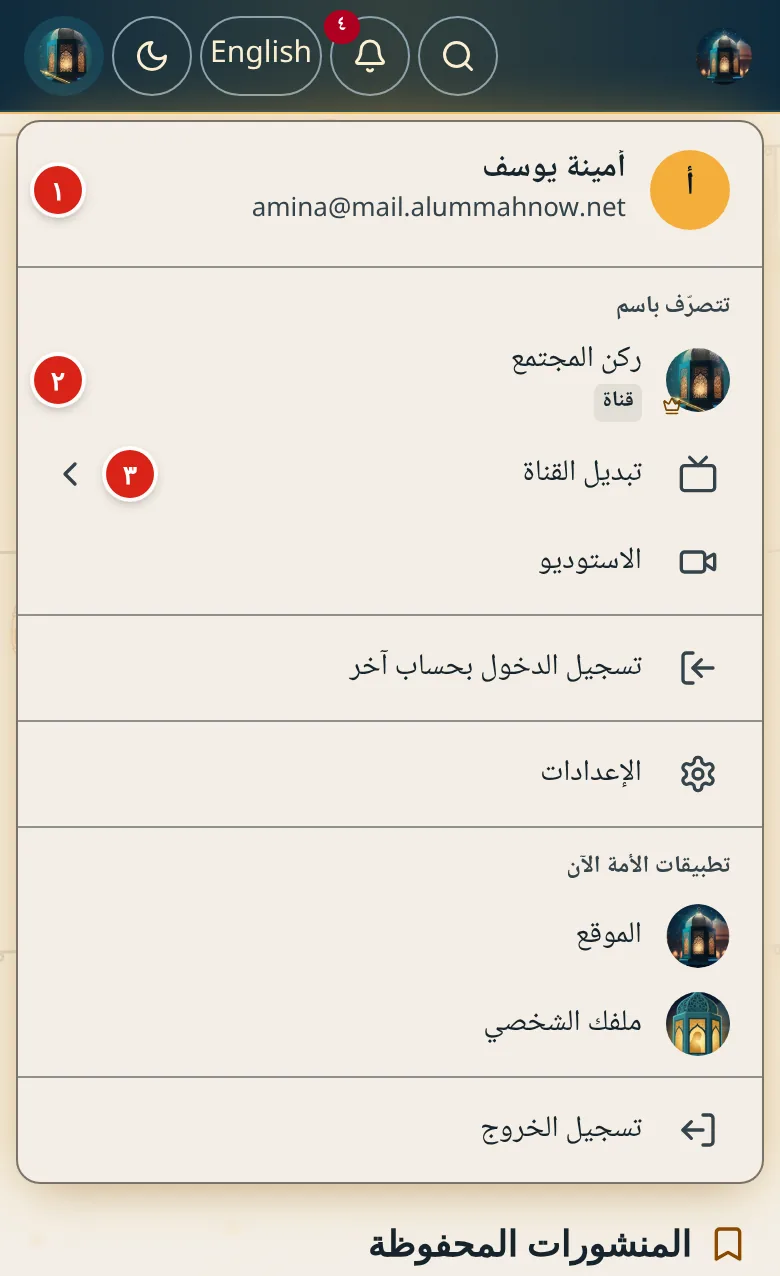 English
٤
أمينة يوسف
amina@mail.alummahnow.net
أ
١
تتصرّف باسم
ركن المجتمع
قناة
٢
تبديل القناة
٣
الاستوديو
تسجيل الدخول بحساب آخر
الإعدادات
تطبيقات الأمة الآن
الموقع
ملفك الشخصي
تسجيل الخروج
المنشورات المحفوظة